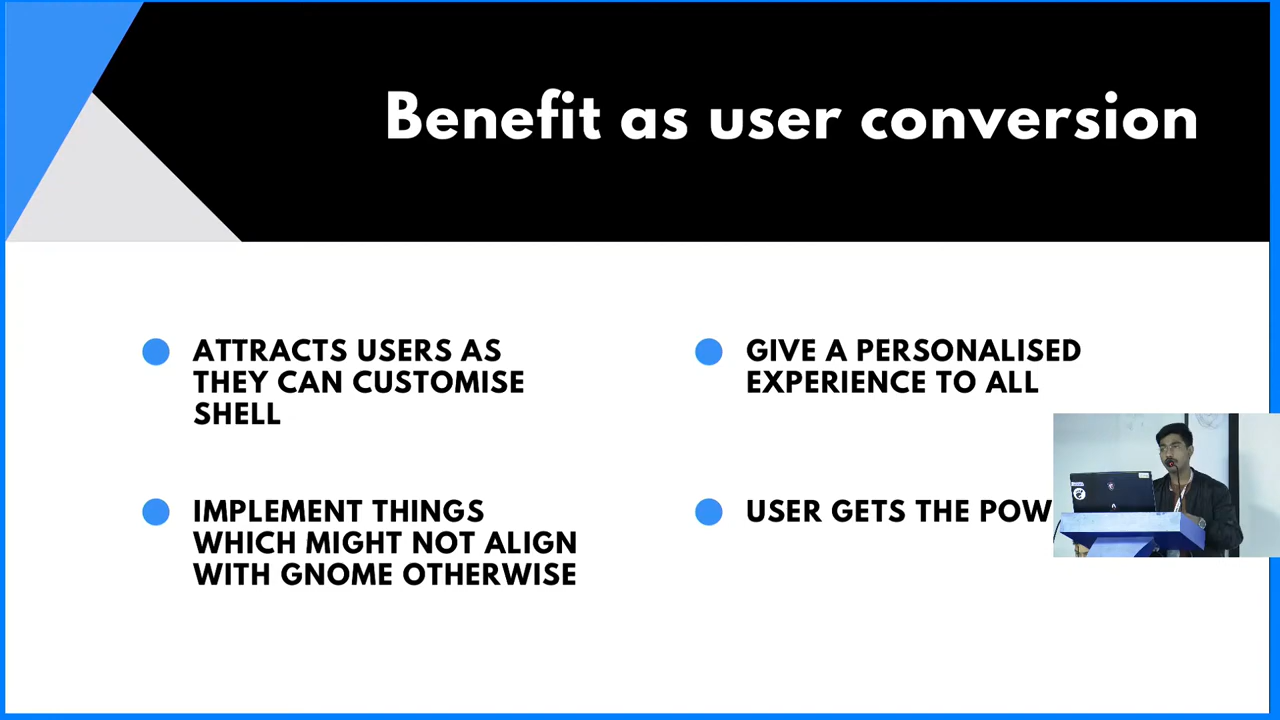 Benefit as user conversion
ATTRACTS USERS AS
THEY CAN CUSTOMISE
SHELL
IMPLEMENT THINGS
WHICH MIGHT NOT ALIGN
WITH GNOME OTHERWISE
GIVE A PERSONALISED
EXPERIENCE TO ALL
USER GETS THE POW